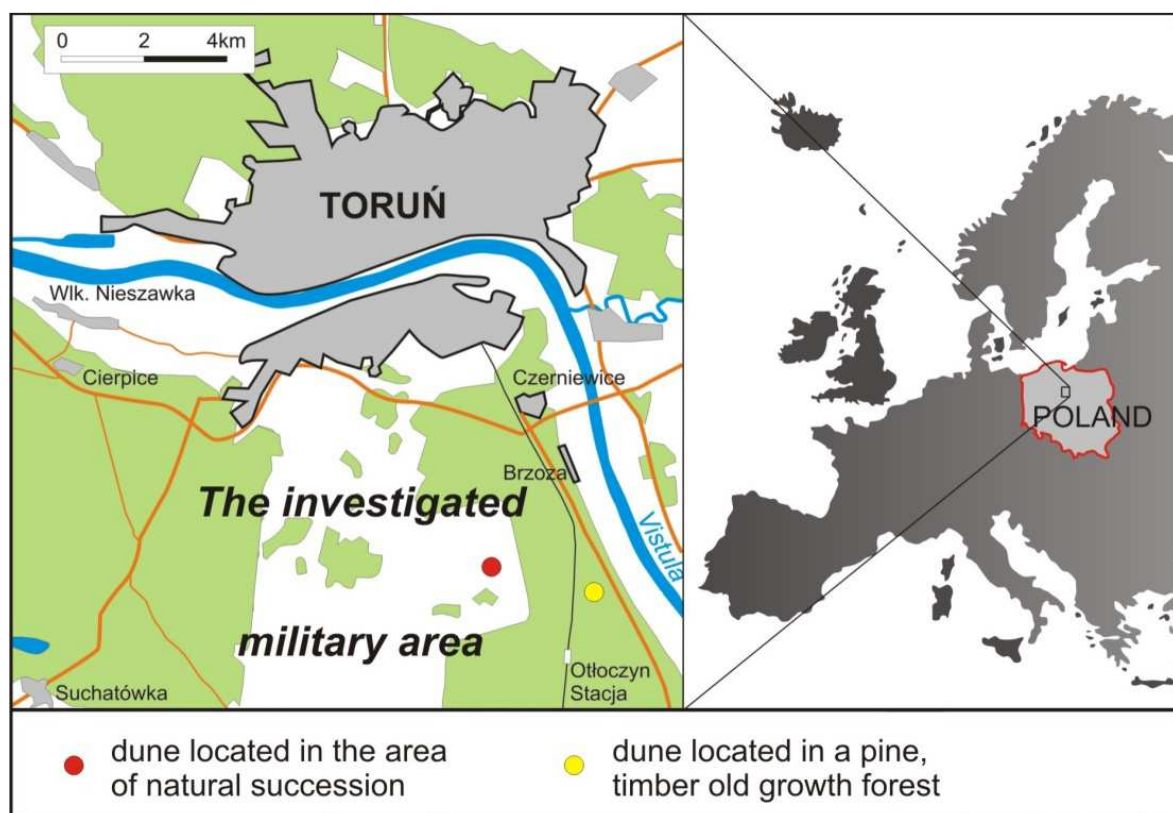 0 2 4km
TORUŃ
Wlk. Nieszawka
Cierpice
Czerniewice
Brzoza
The investigated
Vistula
military area
Otłoczyn
Stacja
Suchatówka
POLAND
dune located in the area
of natural succession
dune located in a pine,
timber old growth forest